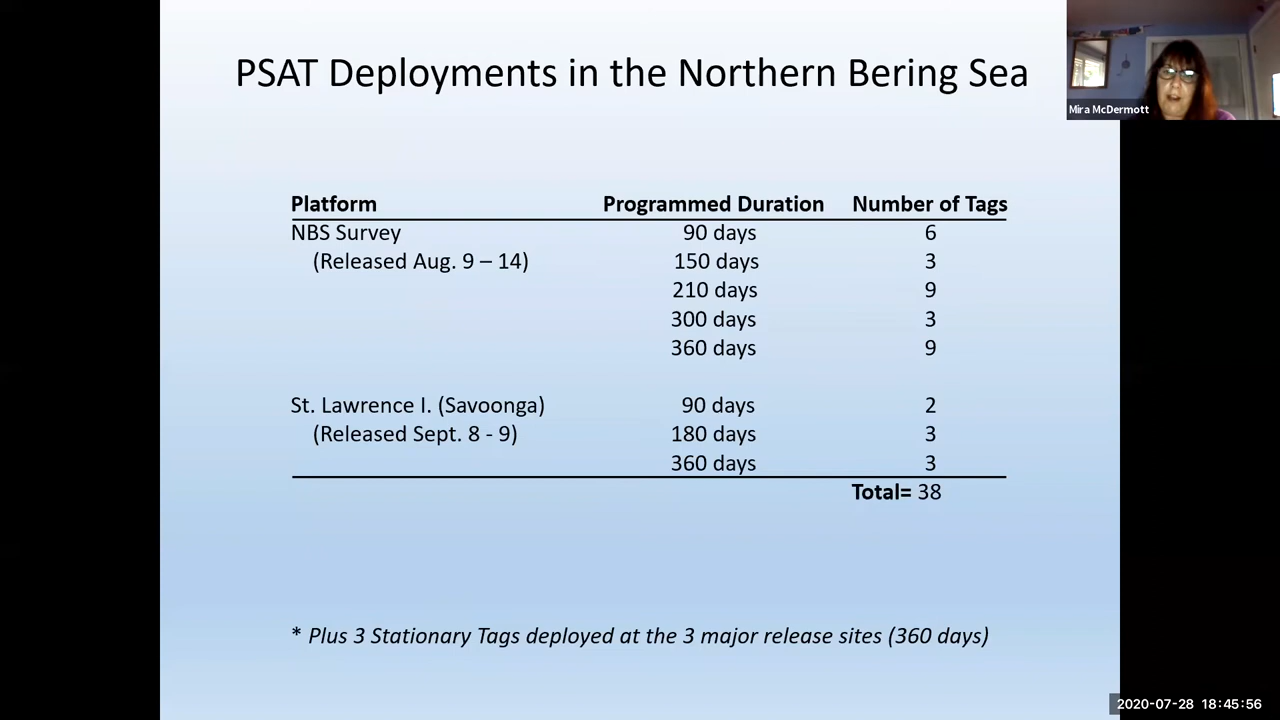 PSAT Deployments in the Northern Bering Sea
Mira McDermott
Platform Programmed Duration Number of Tags
NBS Survey 90 days 6
(Released Aug. 9 – 14) 150 days 3
210 days 9
300 days 3
360 days 9
St. Lawrence I. (Savoonga) 90 days 2
(Released Sept. 8 - 9) 180 days 3
360 days 3
Total= 38
* Plus 3 Stationary Tags deployed at the 3 major release sites (360 days)
2020-07-28 18:45:56